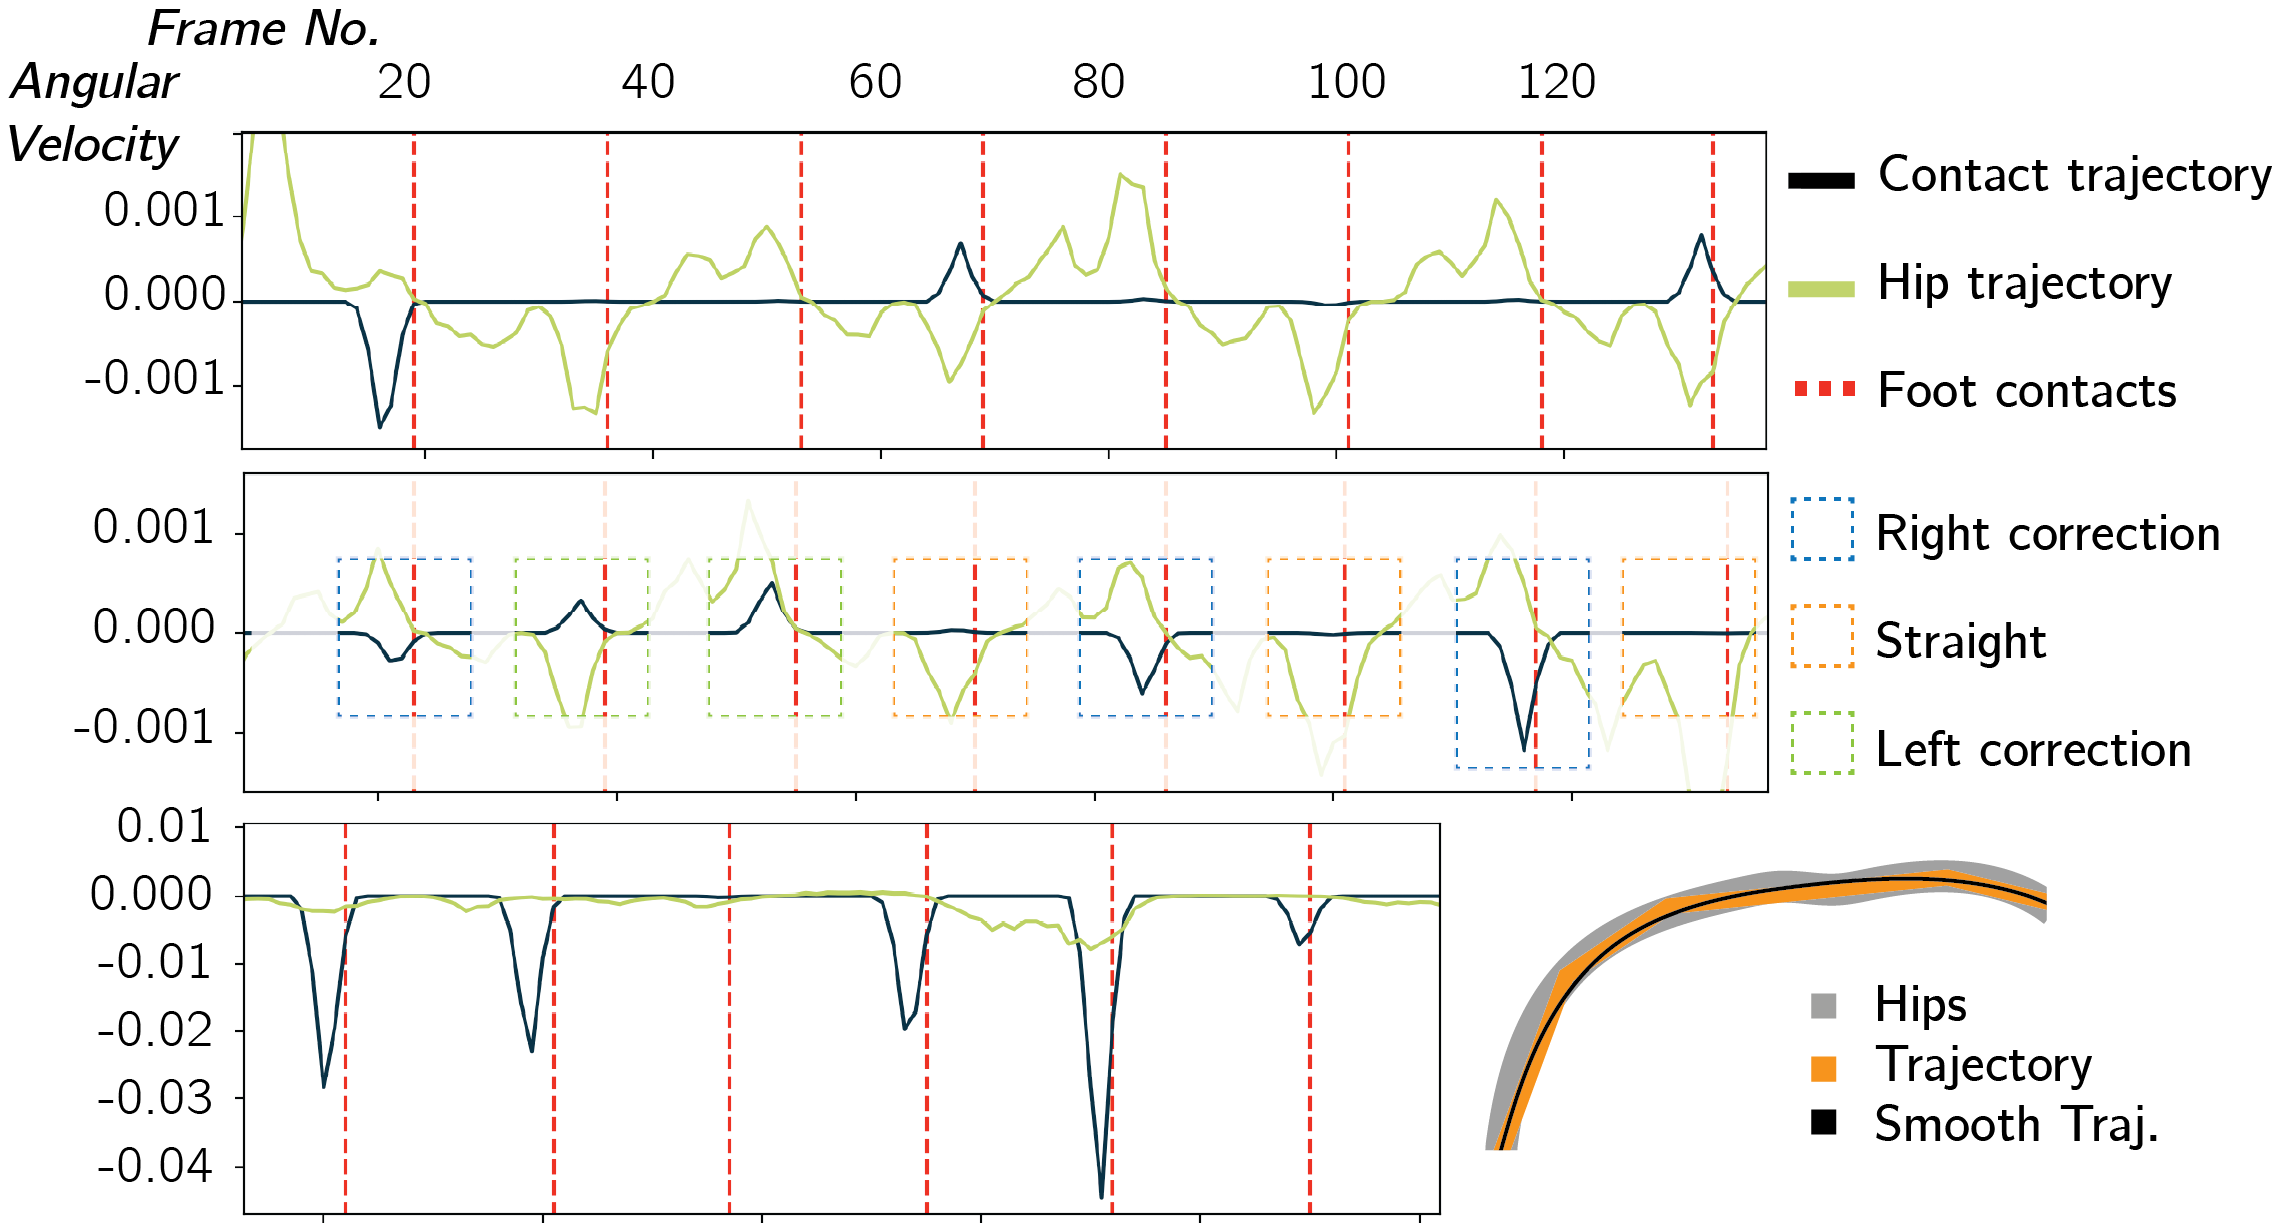 Frame No.
Angular Velocity
20 40 60 80 100 120
0.001
0.000
-0.001
Contact trajectory
Hip trajectory
Foot contacts
0.001
0.000
-0.001
Right correction
Straight
Left correction
0.01
0.000
-0.01
-0.02
-0.03
-0.04
Hips
Trajectory
Smooth Traj.